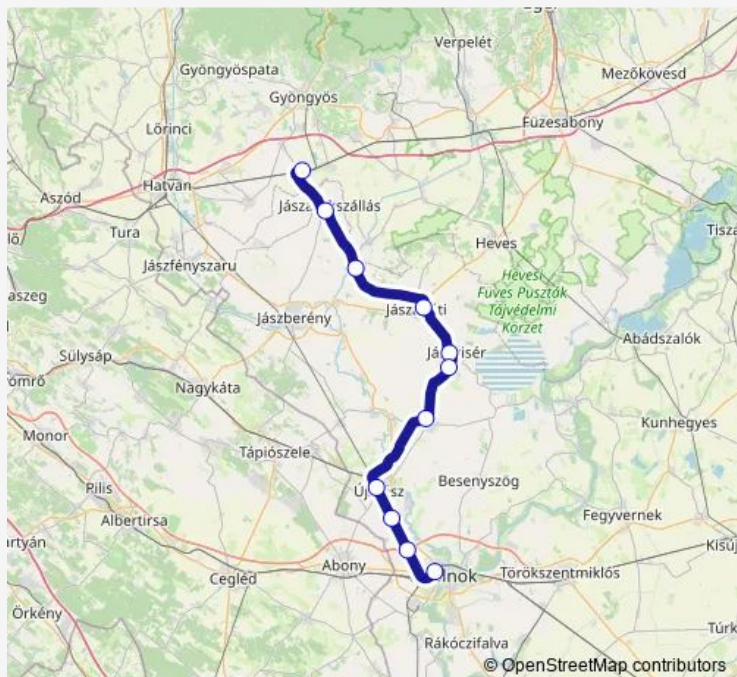 Verpelét
Gyöngyöspata
Mezőkövesd
Gyöngyös
Lőrinci
Füzesabony
Hatvan
Aszód
Tura
Heves
Jászfényszaru
Hevesi
Füves Puszták
Tájvédelmi
Körzet
Jászberény
Abádszalók
Sülysáp
Nagykáta
Kunhegyes
Monor
Tápiószele
Besenyszög
Pilis
Albertirsa
Fegyvernek
Abony
Cegléd
Törökszentmiklós
Örkény
Rákóczifalva
© OpenStreetMap contributors